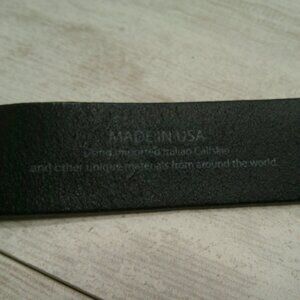 MADE IN USA
Using Imported Italian Calfskin
and other unique materials from around the world.